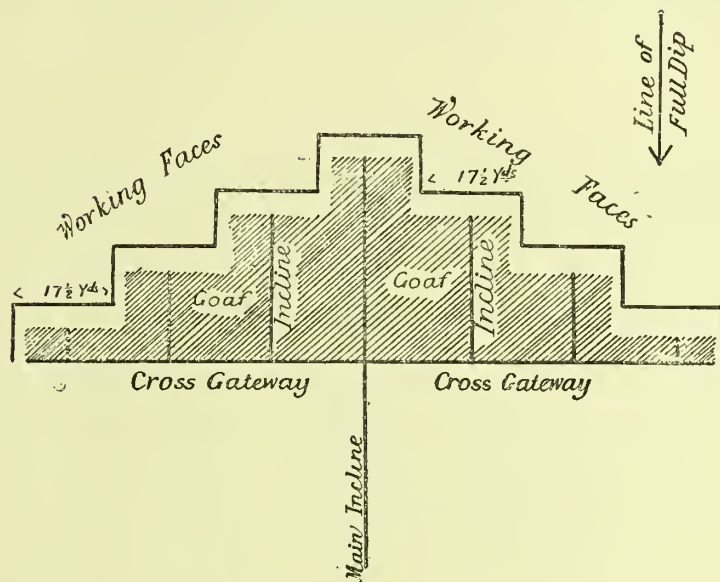 Line of
Full Dip
Working Faces
Working
Faces
17½ Yds
17½ Yds
Goaf
Incline
Goaf
Incline
Cross Gateway
Cross Gateway
Main Incline